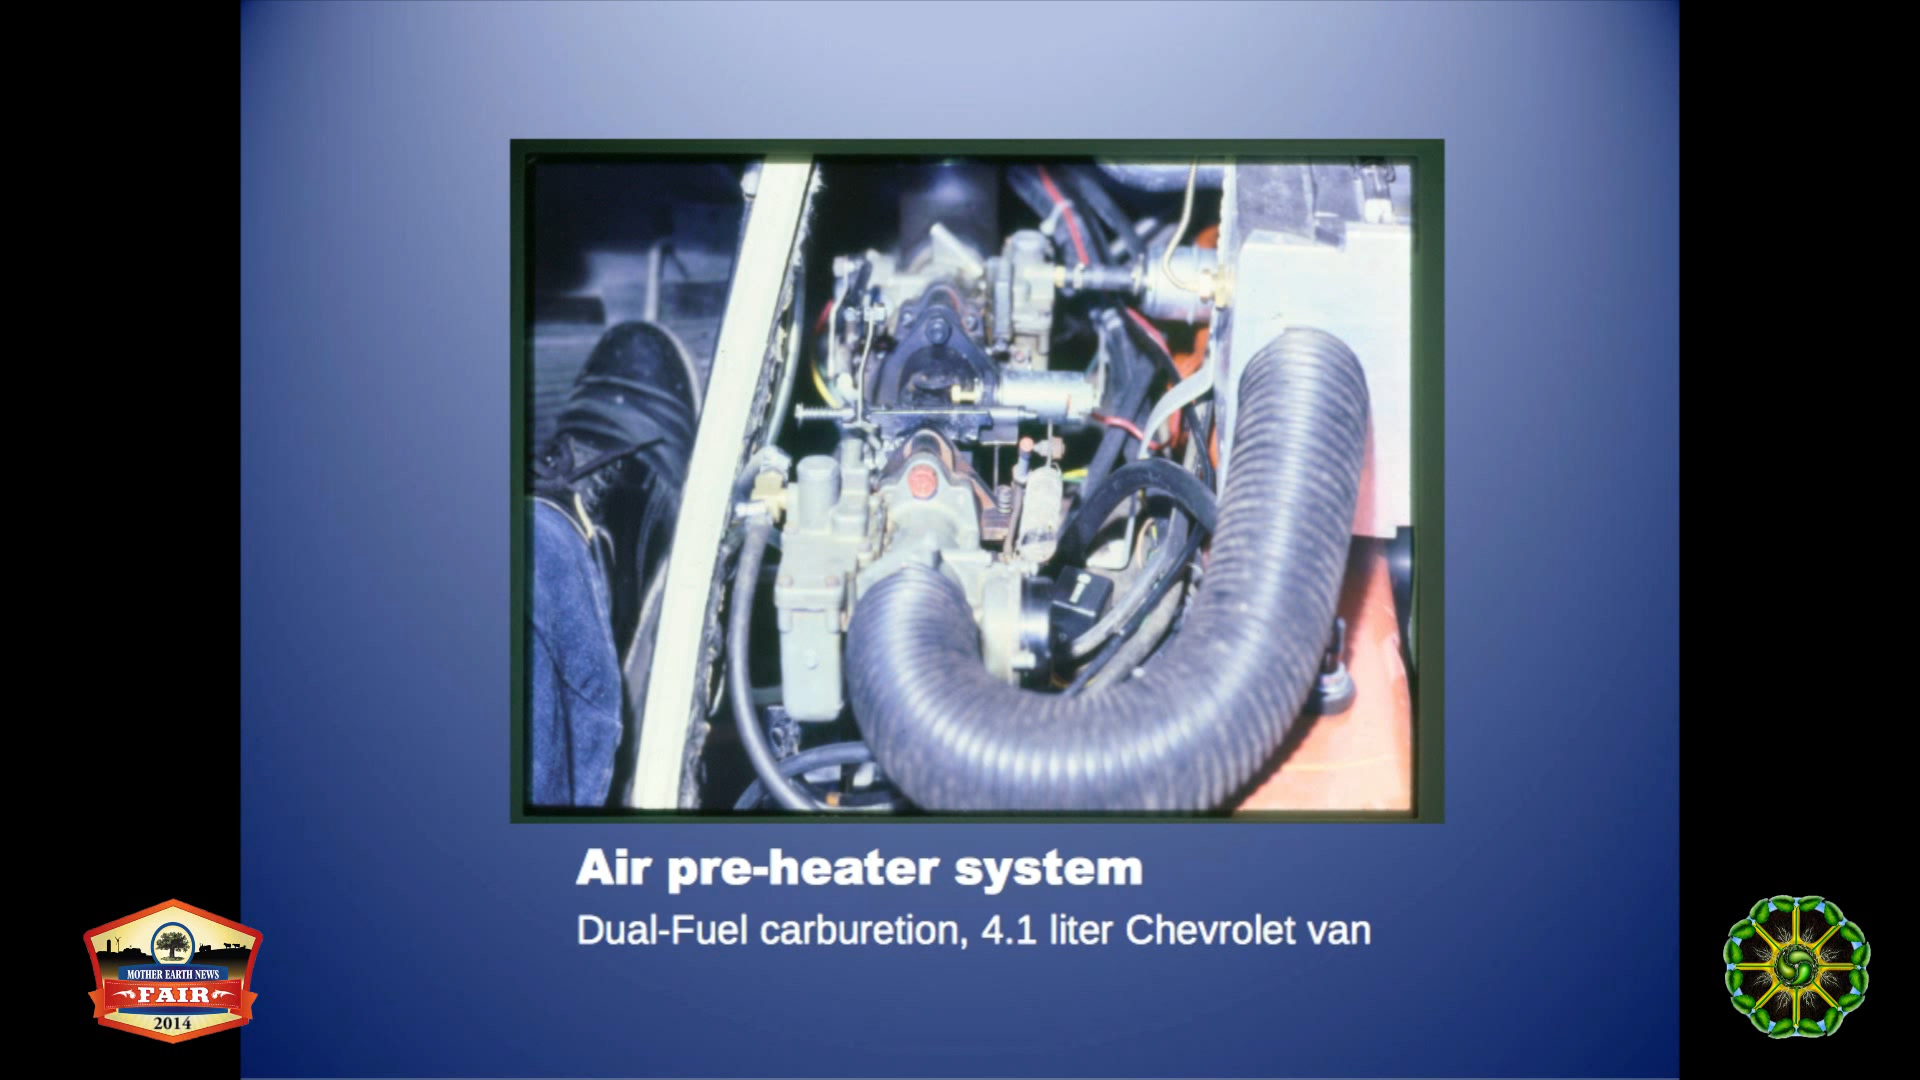 Air pre-heater system
Dual-Fuel carburetion, 4.1 liter Chevrolet van
MOTHER EARTH NEWS
FAIR
2014